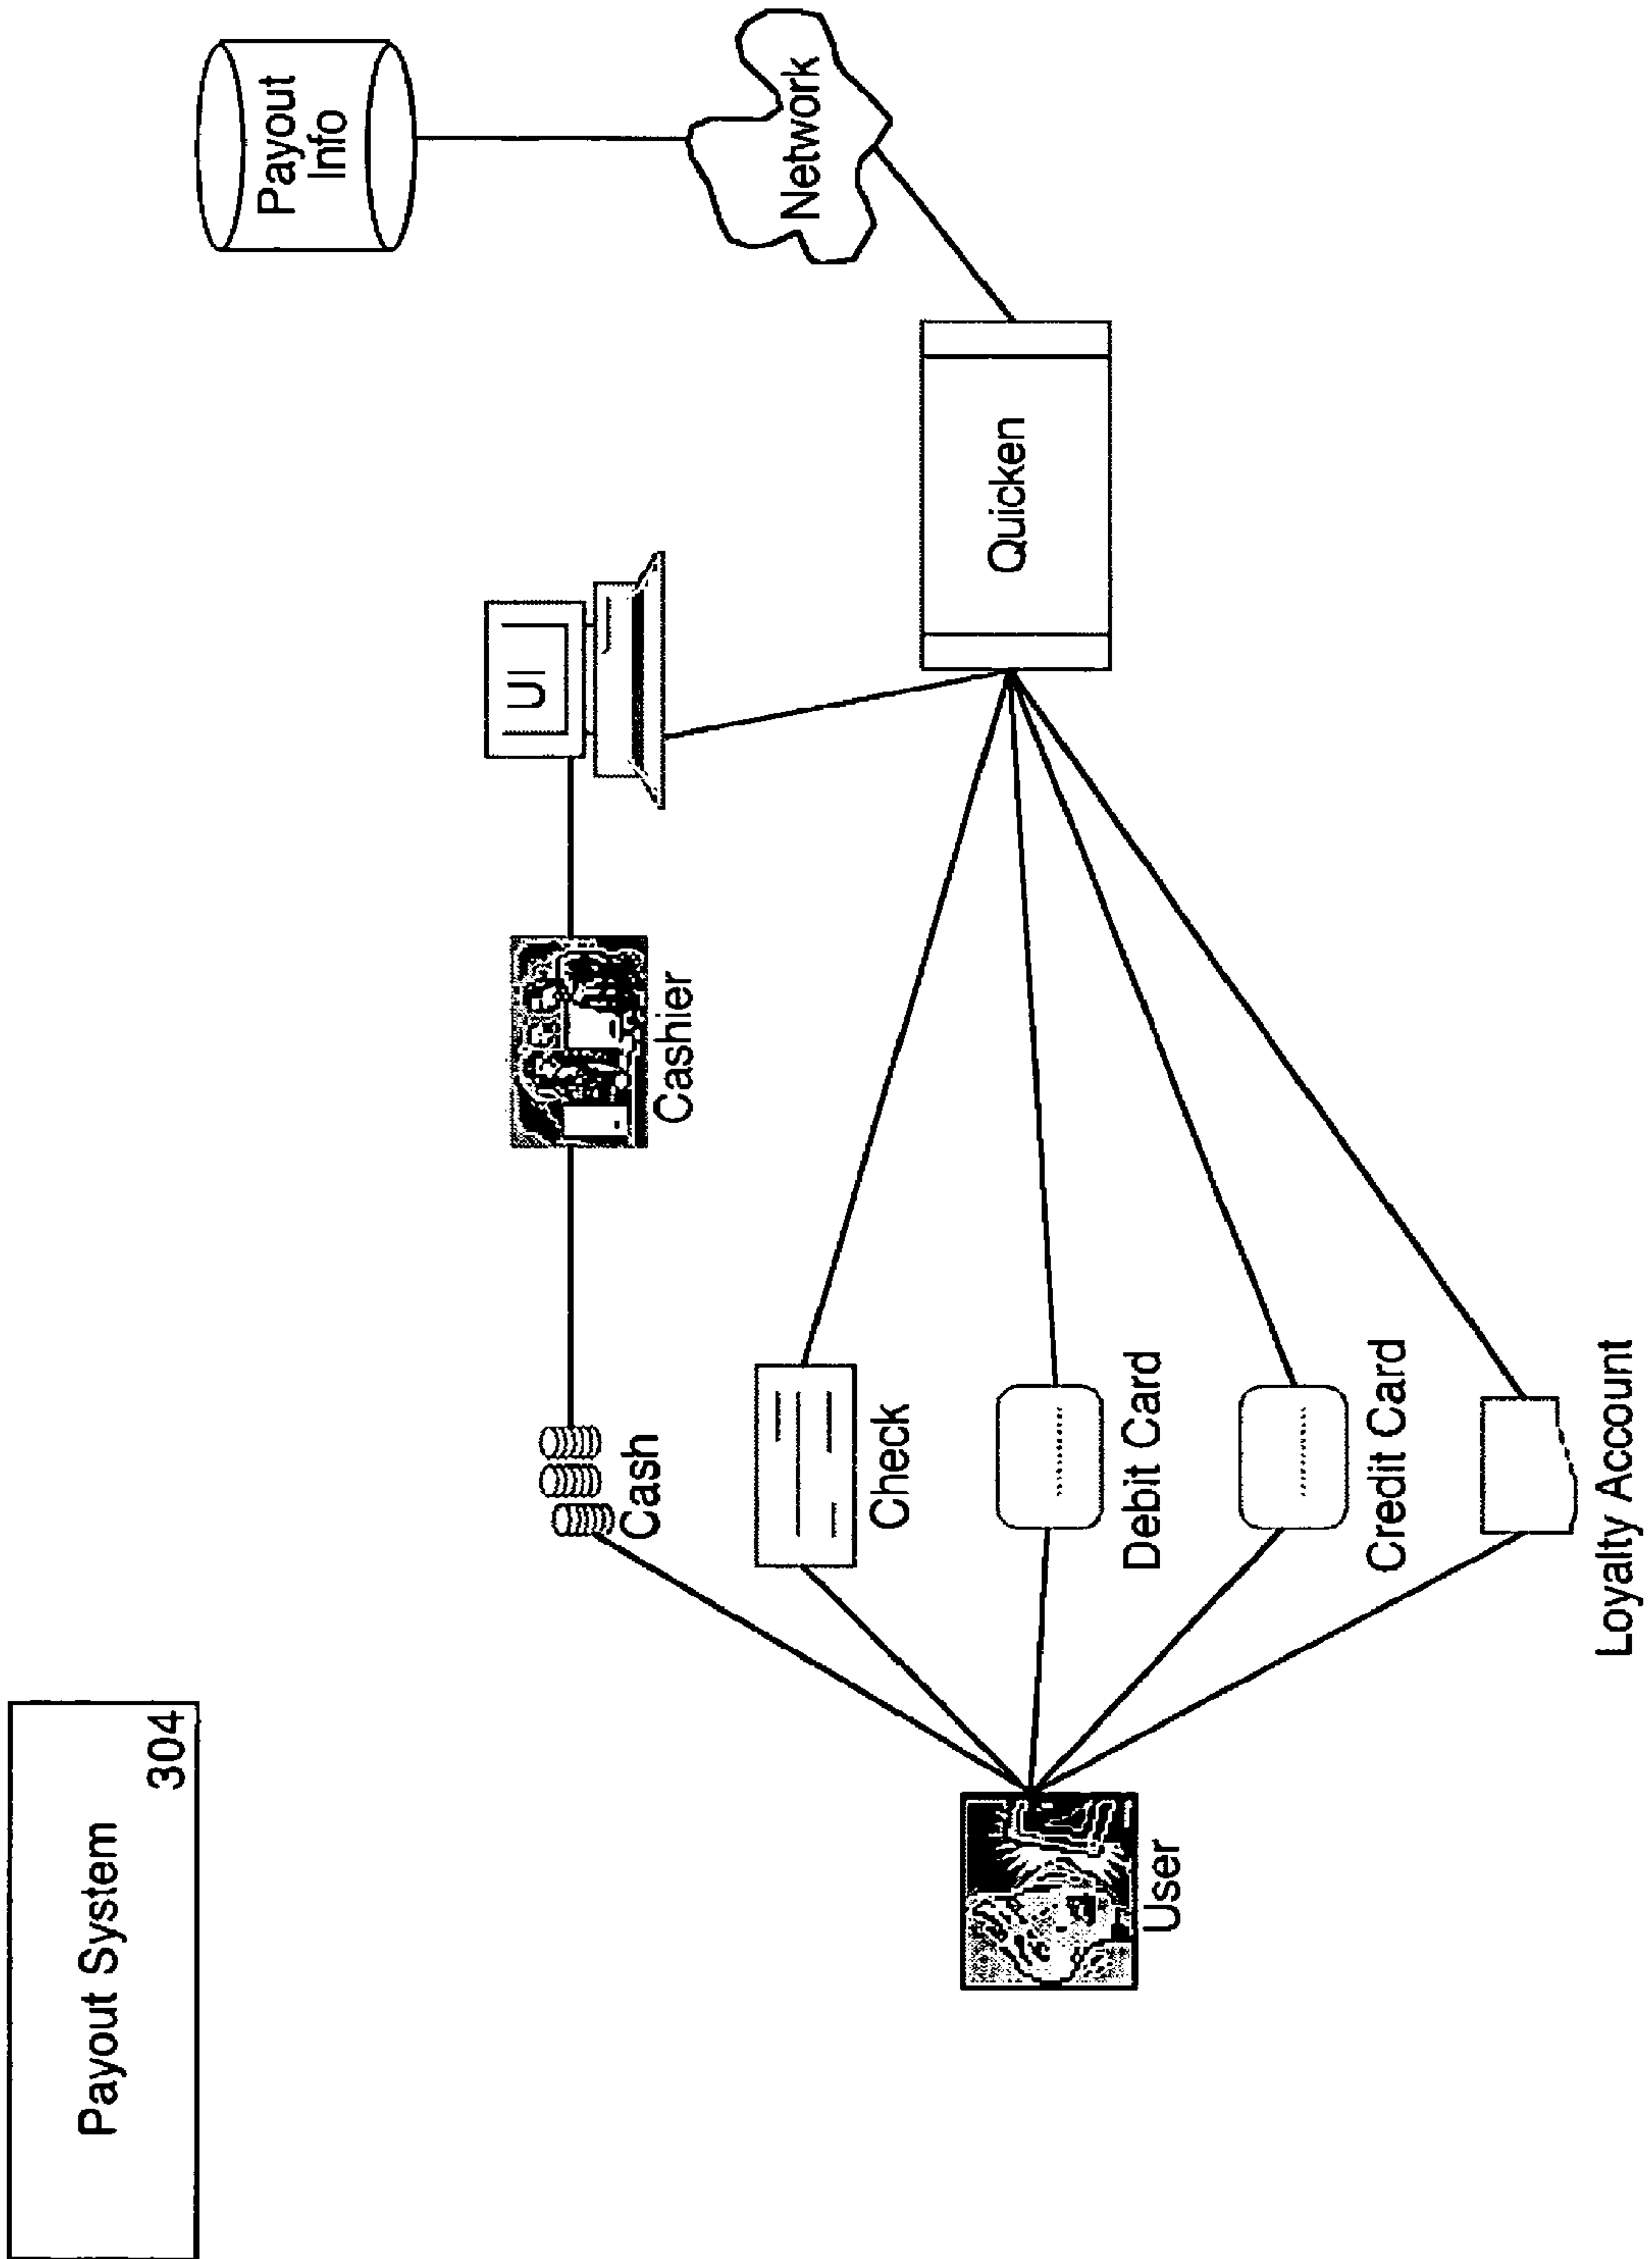 Payout System
304
Payout
Info
Network
UI
Quicken
Cashier
Cash
Check
Debit Card
Credit Card
Loyalty Account
User